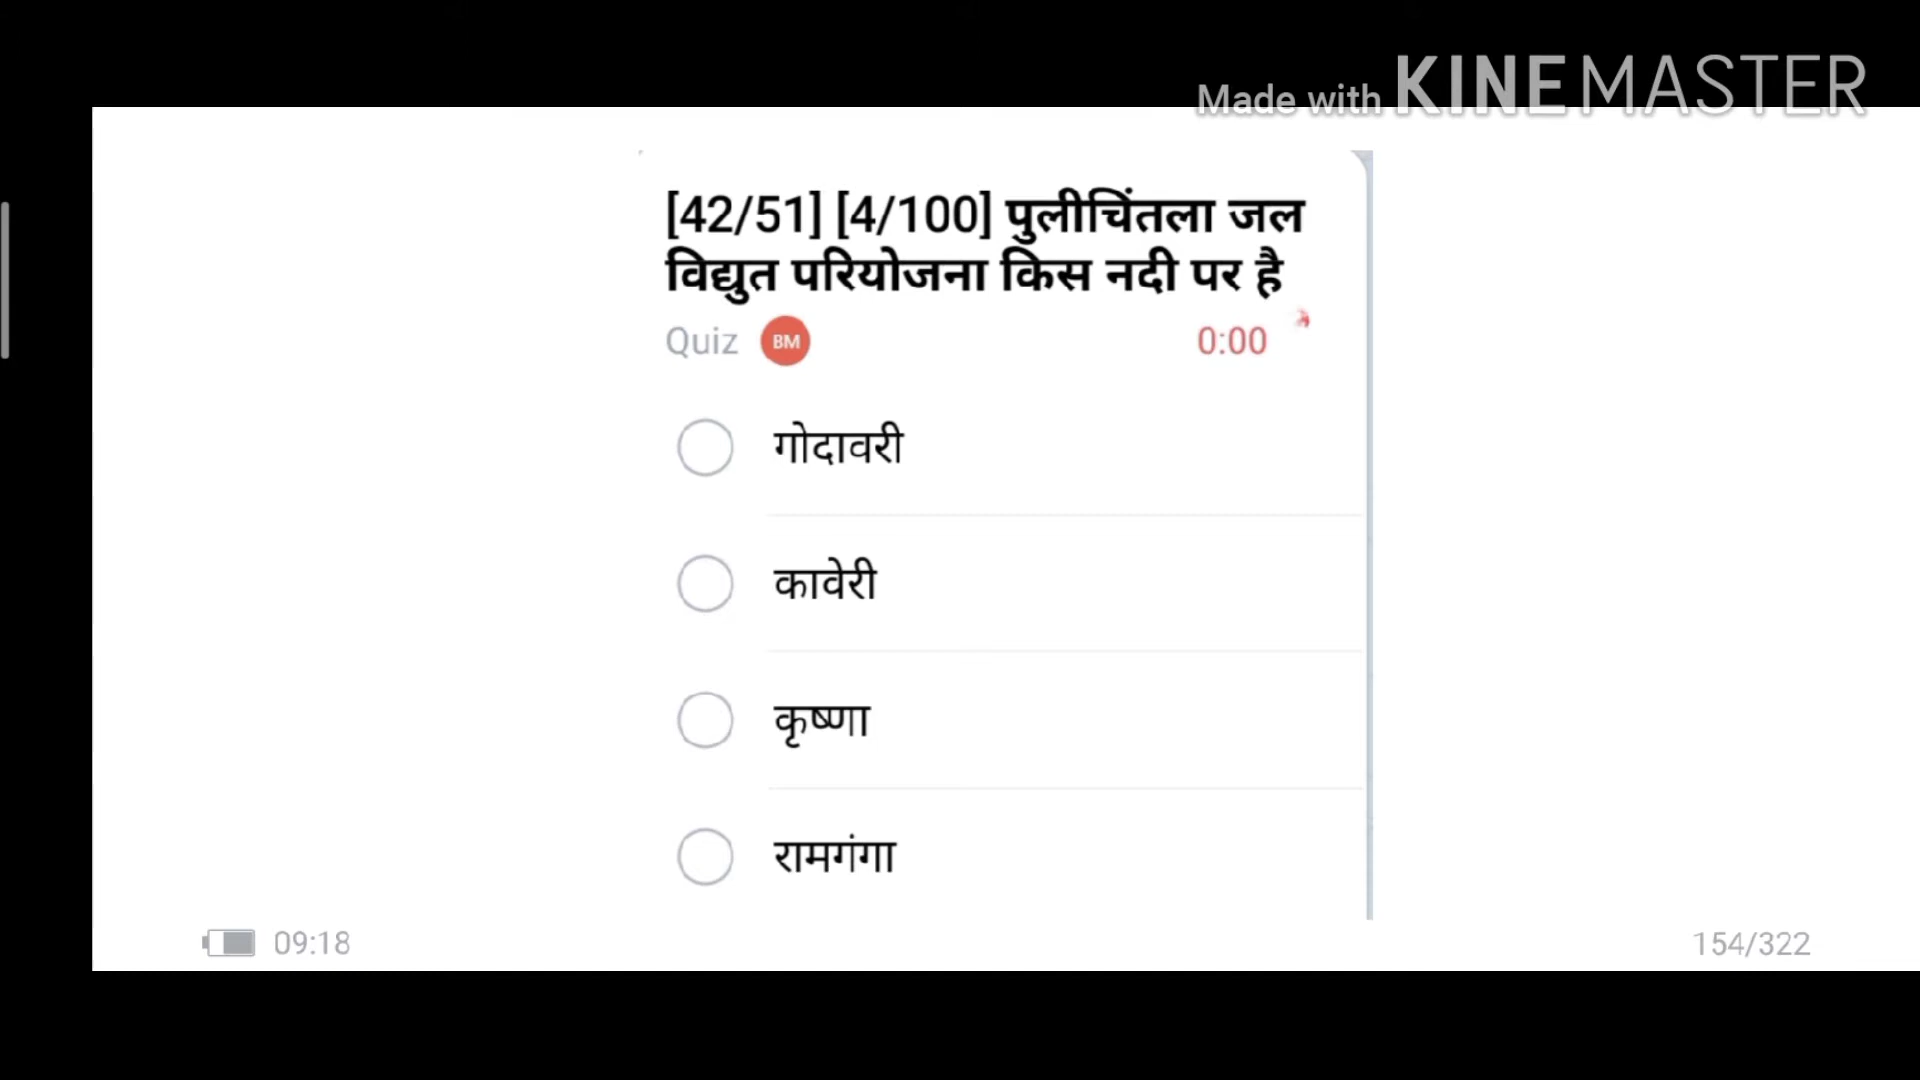 Made with KINEMASTER
[42/51] [4/100] पुलीचिंतला जल
विद्युत परियोजना किस नदी पर है
Quiz BM 0:00
गोदावरी
कावेरी
कृष्णा
रामगंगा
09:18 154/322